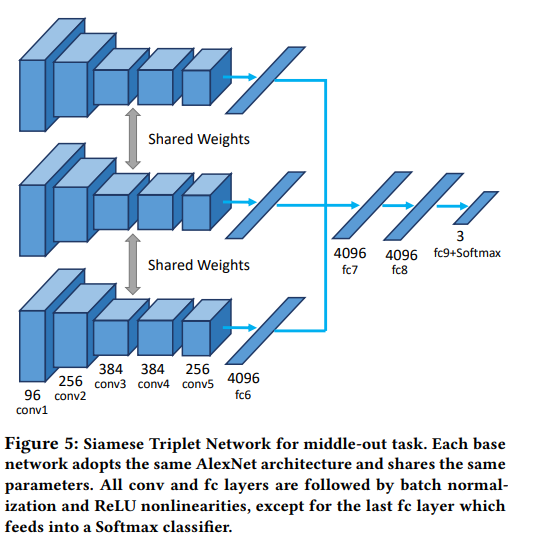 Shared Weights
Shared Weights
4096
fc7
4096
fc8
3
fc9+Softmax
96
conv1
256
conv2
384
conv3
384
conv4
256
conv5
4096
fc6
Figure 5: Siamese Triplet Network for middle-out task. Each base
network adopts the same AlexNet architecture and shares the same
parameters. All conv and fc layers are followed by batch normal-
ization and ReLU nonlinearities, except for the last fc layer which
feeds into a Softmax classifier.